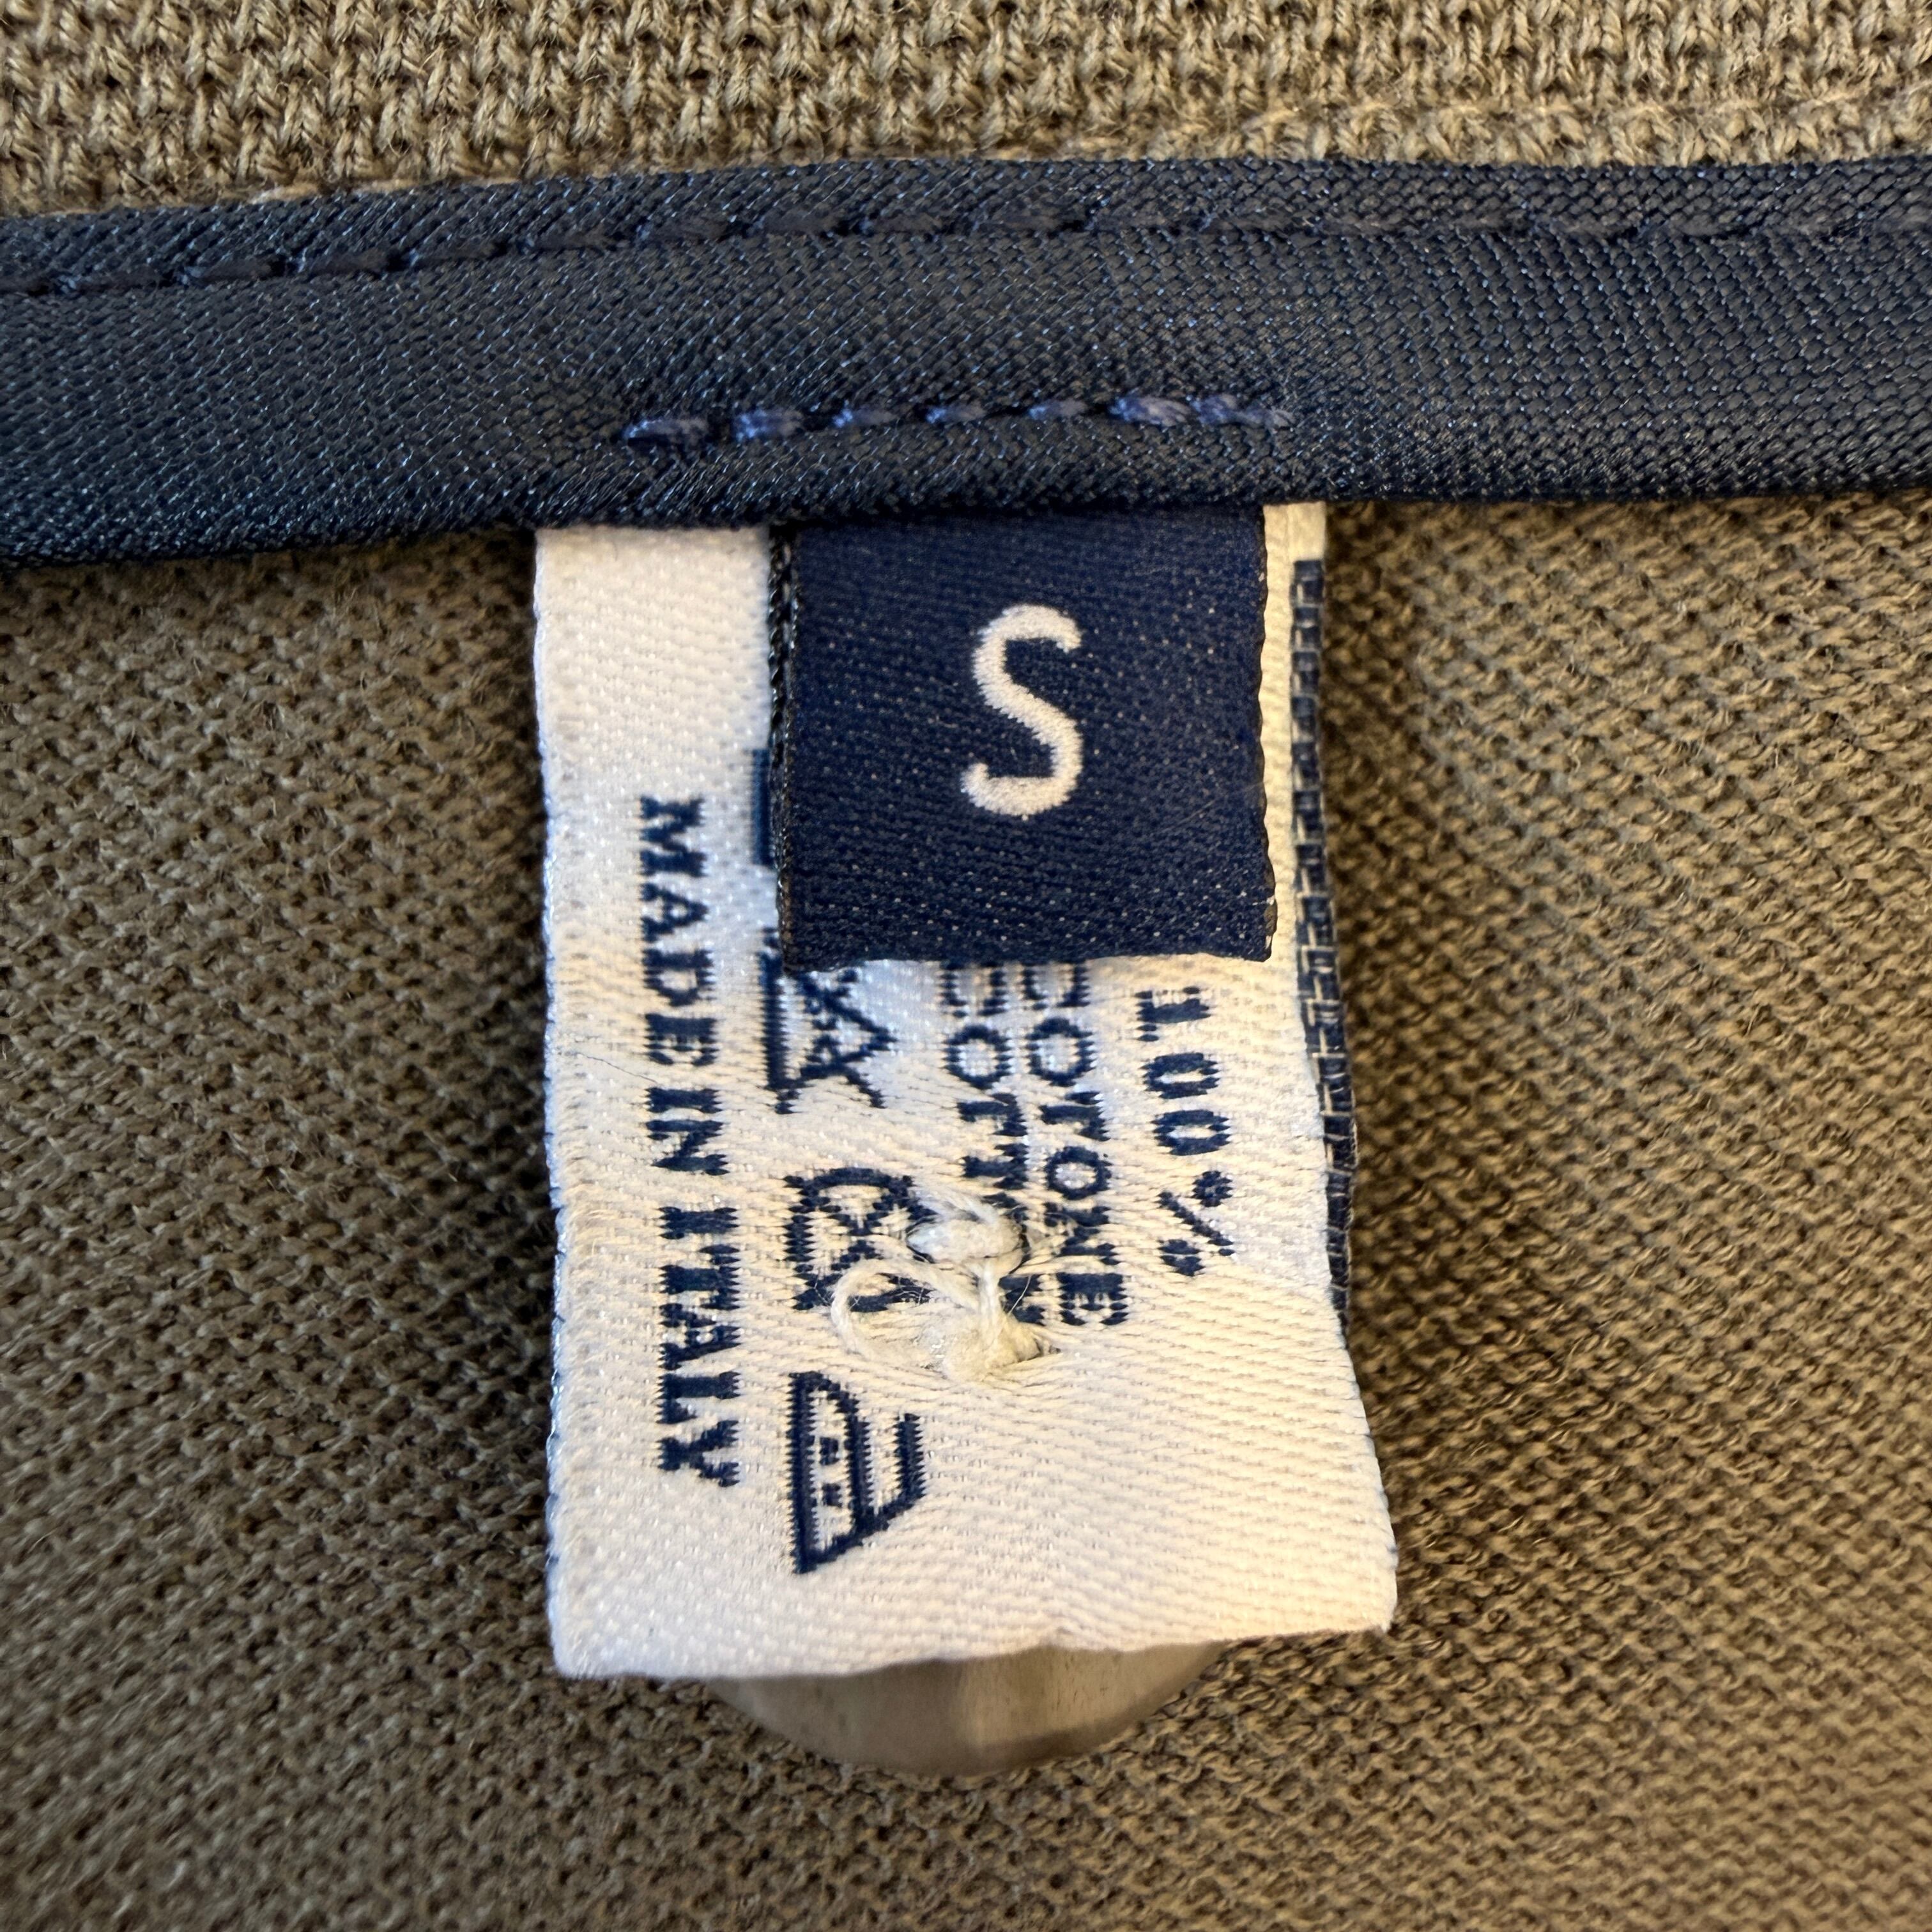 S
100%
COTONE
COTTON
MADE IN ITALY